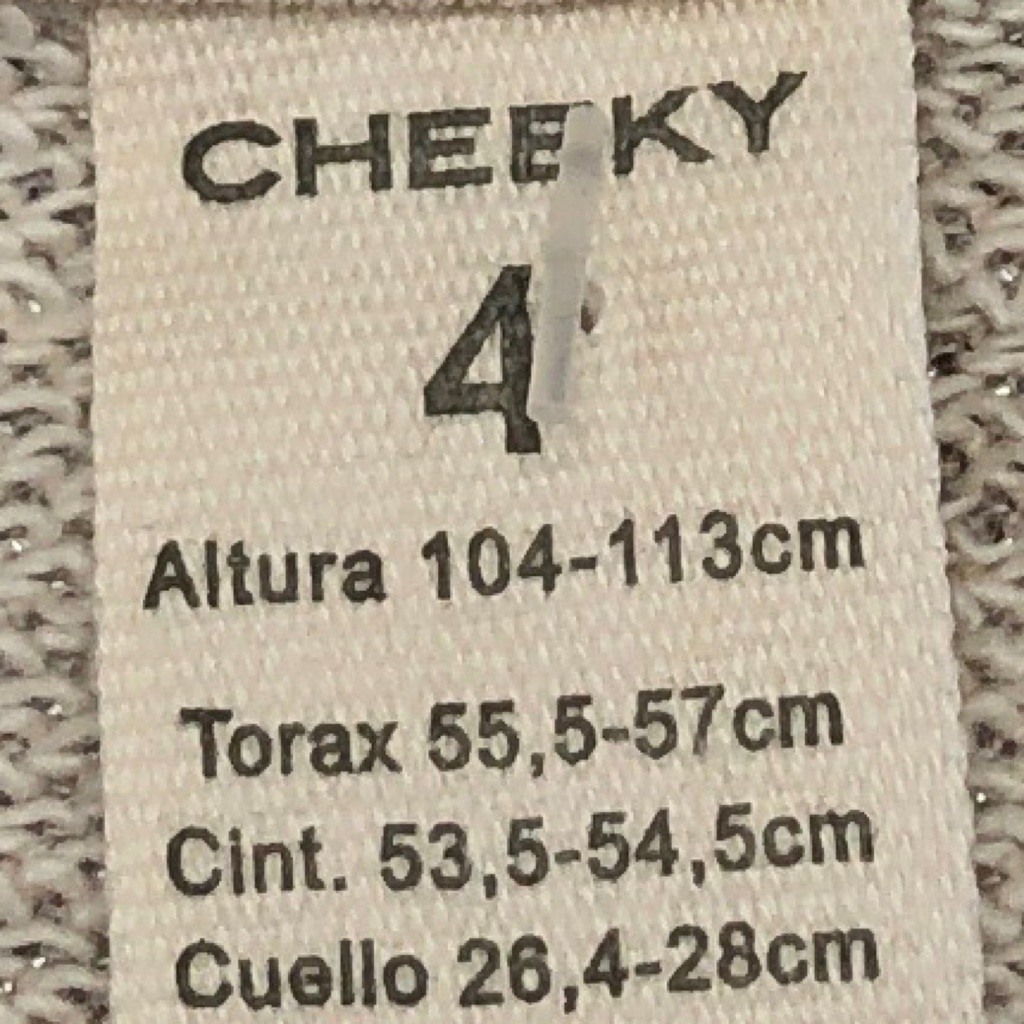 CHEEKY
4
Altura 104-113cm
Torax 55,5-57cm
Cint. 53,5-54,5cm
Cuello 26,4-28cm